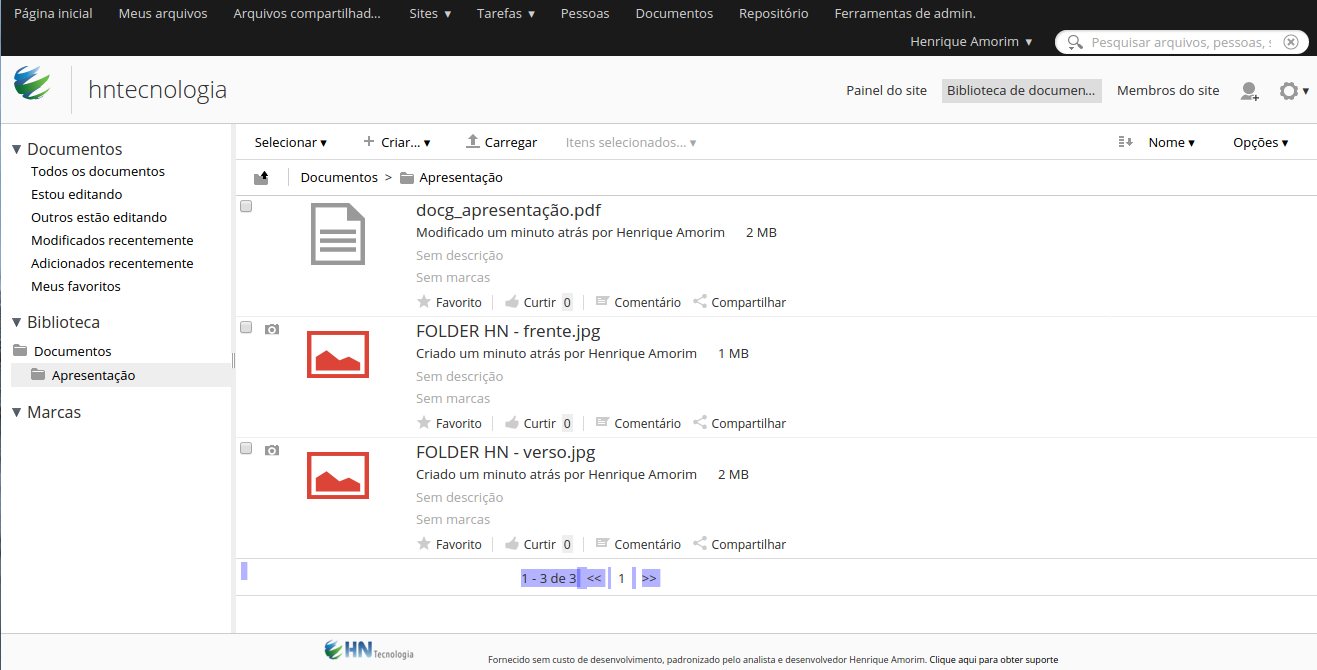 Página inicial Meus arquivos Arquivos compartilhad... Sites ▾ Tarefas ▾ Pessoas Documentos Repositório Ferramentas de admin.
Henrique Amorim ▾ Pesquisar arquivos, pessoas, s
hntecnologia Painel do site Biblioteca de documen... Membros do site
Selecionar ▾ Criar... ▾ Carregar Itens selecionados... ▾ Nome ▾ Opções ▾
Documentos > Apresentação
▼ Documentos
Todos os documentos
Estou editando
Outros estão editando
Modificados recentemente
Adicionados recentemente
Meus favoritos
▼ Biblioteca
Documentos
Apresentação
▼ Marcas
docg_apresentação.pdf
Modificado um minuto atrás por Henrique Amorim 2 MB
Sem descrição
Sem marcas
Favorito Curtir 0 Comentário Compartilhar
FOLDER HN - frente.jpg
Criado um minuto atrás por Henrique Amorim 1 MB
Sem descrição
Sem marcas
Favorito Curtir 0 Comentário Compartilhar
FOLDER HN - verso.jpg
Criado um minuto atrás por Henrique Amorim 2 MB
Sem descrição
Sem marcas
Favorito Curtir 0 Comentário Compartilhar
1 - 3 de 3 << 1 >>
HN Tecnologia
Fornecido sem custo de desenvolvimento, padronizado pelo analista e desenvolvedor Henrique Amorim. Clique aqui para obter suporte